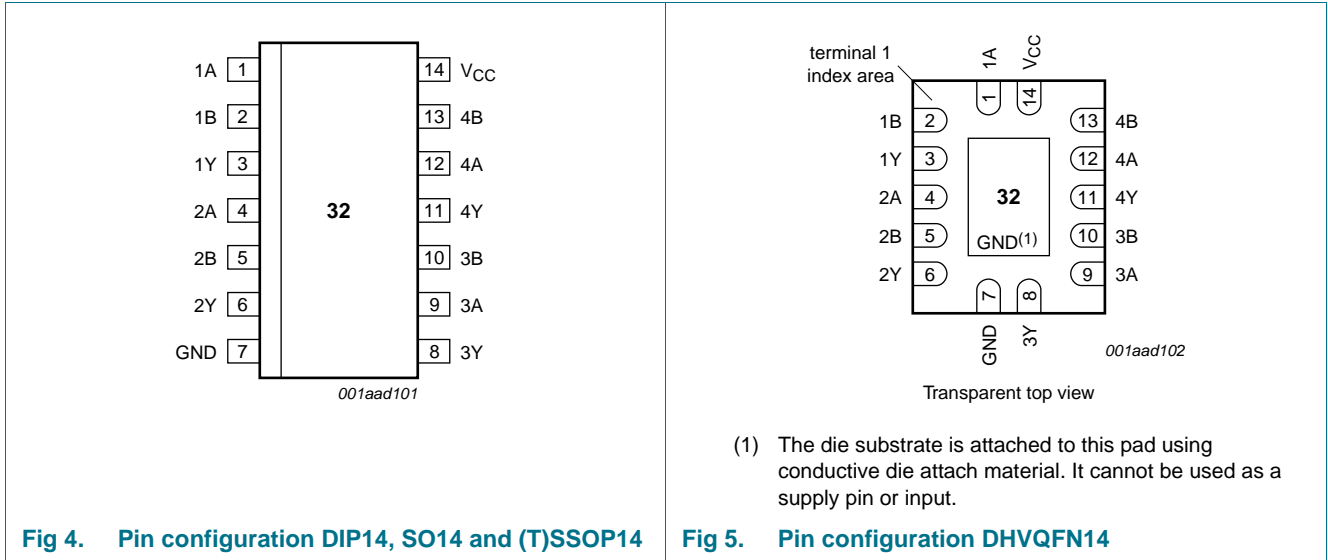 1A 1
1B 2
1Y 3
2A 4
2B 5
2Y 6
GND 7
32
14 VCC
13 4B
12 4A
11 4Y
10 3B
9 3A
8 3Y
001aad101
Fig 4. Pin configuration DIP14, SO14 and (T)SSOP14
terminal 1
index area
1A
VCC
1
14
1B 2
1Y 3
2A 4
2B 5
2Y 6
32
GND(1)
13 4B
12 4A
11 4Y
10 3B
9 3A
7
8
GND
3Y
001aad102
Transparent top view
(1) The die substrate is attached to this pad using
conductive die attach material. It cannot be used as a
supply pin or input.
Fig 5. Pin configuration DHVQFN14